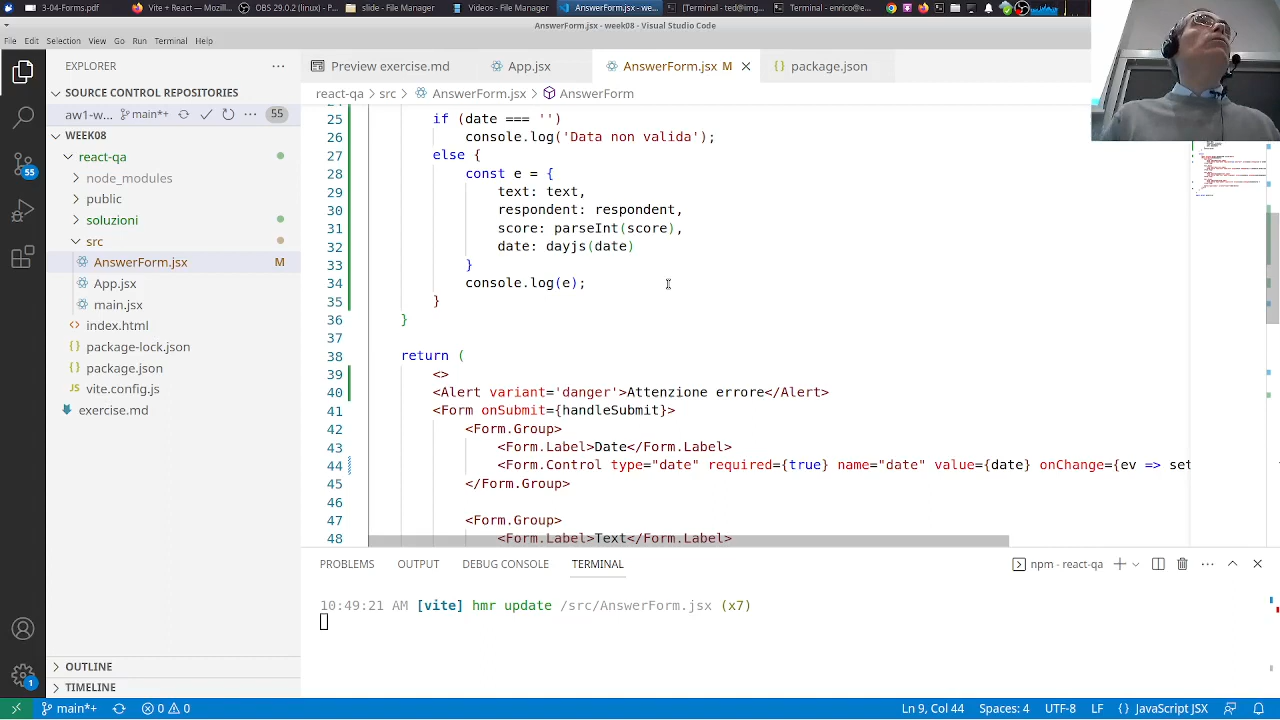 3-04 Forms.pdf
OBS 29.0.2 (linux) - P...
slide - File Manager
Videos - File Manager
AnswerForm.jsx - we...
[Terminal - ted@img...
Terminal - enrico@e...
AnswerForm.jsx - week08 - Visual Studio Code
File Edit Selection View Go Run Terminal Help
EXPLORER
SOURCE CONTROL REPOSITORIES
aw1-w... main*+ 55
WEEK08
react-qa
node_modules
public
soluzioni
src
AnswerForm.jsx M
App.jsx
main.jsx
index.html
package-lock.json
package.json
vite.config.js
exercise.md
OUTLINE
TIMELINE
55
1
Preview exercise.md
App.
AnswerForm.jsx M
package.json
react-qa > src > AnswerForm.jsx > AnswerForm
25 if (date === '')
26 console.log('Data non valida');
27 else {
28 const
29 text,
30 respondent: respondent,
31 score: parseInt(score),
32 date: dayjs(date)
33 }
34 console.log(e);
35 }
36 }
37
38 return (
39 <>
40 <Alert variant='danger'>Attenzione errore</Alert>
41 <Form onSubmit={handleSubmit}>
42 <Form.Group>
43 <Form.Label>Date</Form.Label>
44 <Form.Control type="date" required={true} name="date" value={date} onChange={ev => set
45 </Form.Group>
46
47 <Form.Group>
48 <Form.Label>Text</Form.Label>
PROBLEMS OUTPUT DEBUG CONSOLE TERMINAL
npm - react-qa
10:49:21 AM [vite] hmr update /src/AnswerForm.jsx (x7)
main*+ 0 0
Ln 9, Col 44 Spaces: 4 UTF-8 LF {} JavaScript JSX